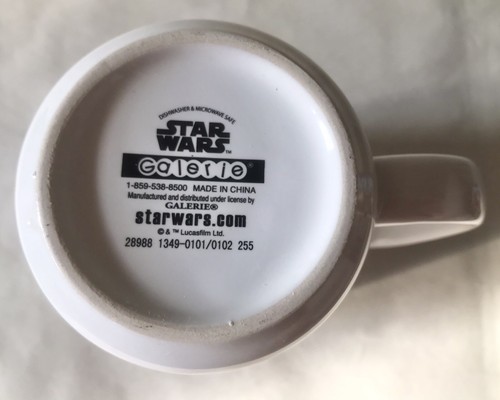 DISHWASHER & MICROWAVE SAFE
STAR
WARS™
Galerie®
1-859-538-8500 MADE IN CHINA
Manufactured and distributed under license by
GALERIE®
starwars.com
© & ™ Lucasfilm Ltd.
28988 1349-0101/0102 255